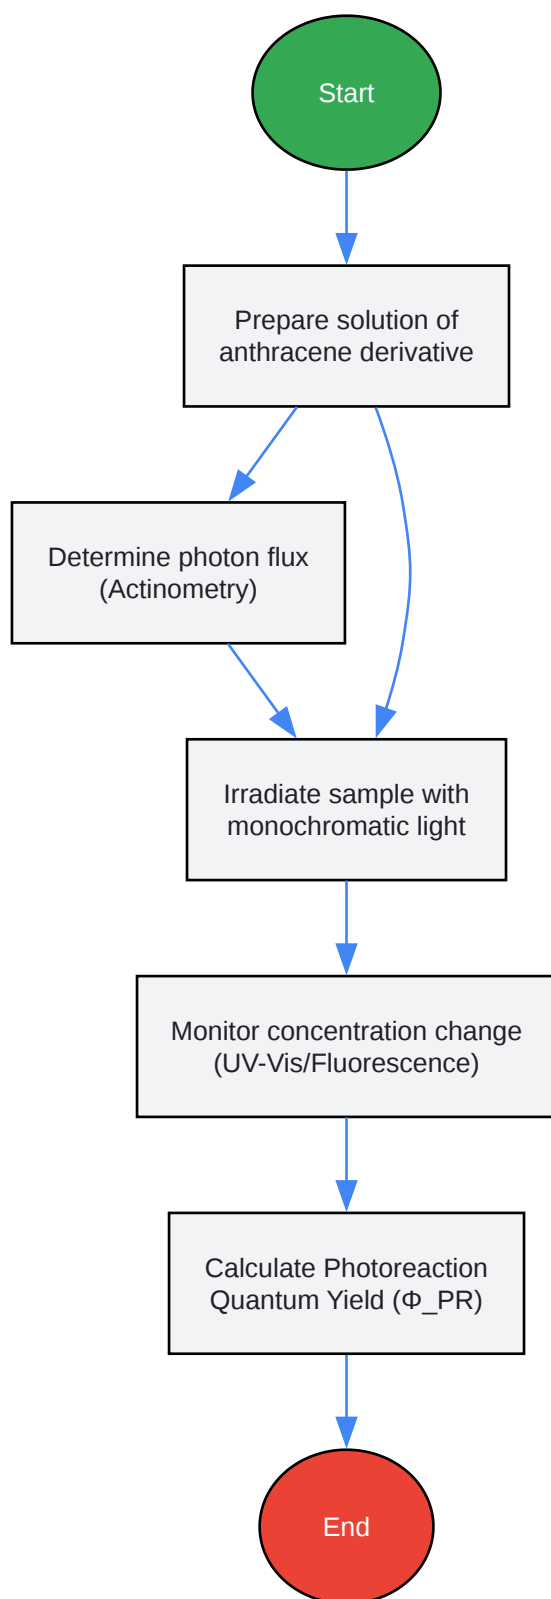 Start
Prepare solution of
anthracene derivative
Determine photon flux
(Actinometry)
Irradiate sample with
monochromatic light
Monitor concentration change
(UV-Vis/Fluorescence)
Calculate Photoreaction
Quantum Yield (Φ_PR)
End